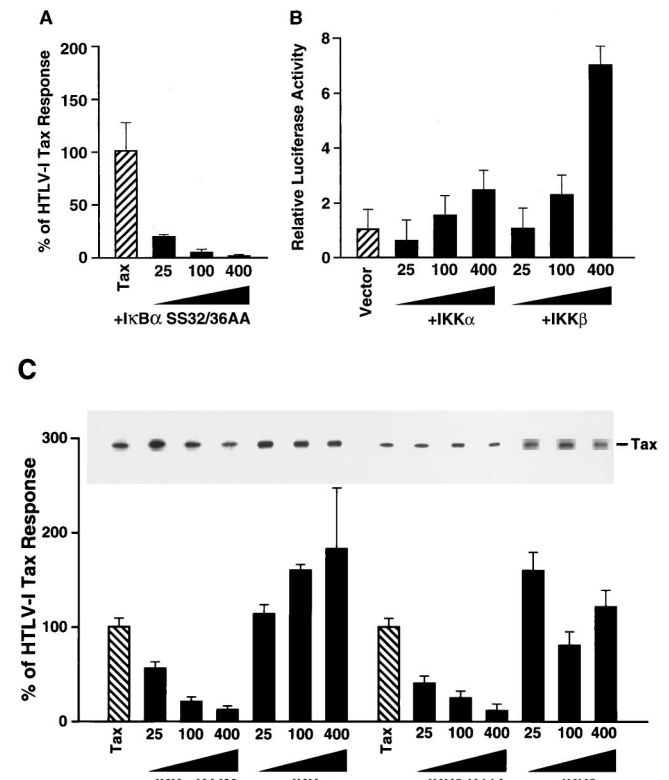 A
% of HTLV-I Tax Response
200
150
100
50
0
Tax
25 100 400
+IκBα SS32/36AA
B
Relative Luciferase Activity
8
6
4
2
0
Vector
25 100 400 25 100 400
+IKKα +IKKβ
C
% of HTLV-I Tax Response
300
200
100
0
Tax
Tax 25 100 400 25 100 400 Tax 25 100 400 25 100 400